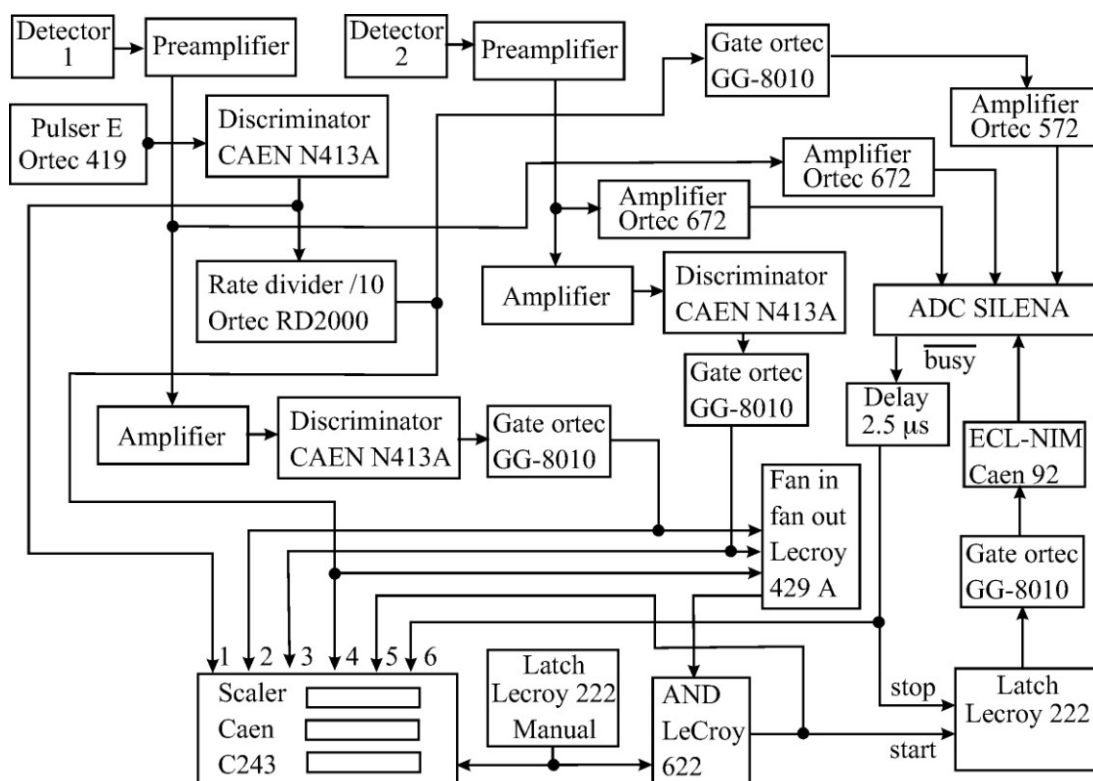 Detector
1
Preamplifier
Detector
2
Preamplifier
Gate ortec
GG-8010
Pulser E
Ortec 419
Discriminator
CAEN N413A
Amplifier
Ortec 572
Amplifier
Ortec 672
Amplifier
Ortec 672
Rate divider /10
Ortec RD2000
Amplifier
Discriminator
CAEN N413A
ADC SILENA
busy
Gate ortec
GG-8010
Delay
2.5 μs
Amplifier
Discriminator
CAEN N413A
Gate ortec
GG-8010
ECL-NIM
Caen 92
Fan in
fan out
Lecroy
429 A
Gate ortec
GG-8010
1 2 3 4 5 6
Scaler
Caen
C243
Latch
Lecroy 222
Manual
AND
LeCroy
622
stop
start
Latch
Lecroy 222